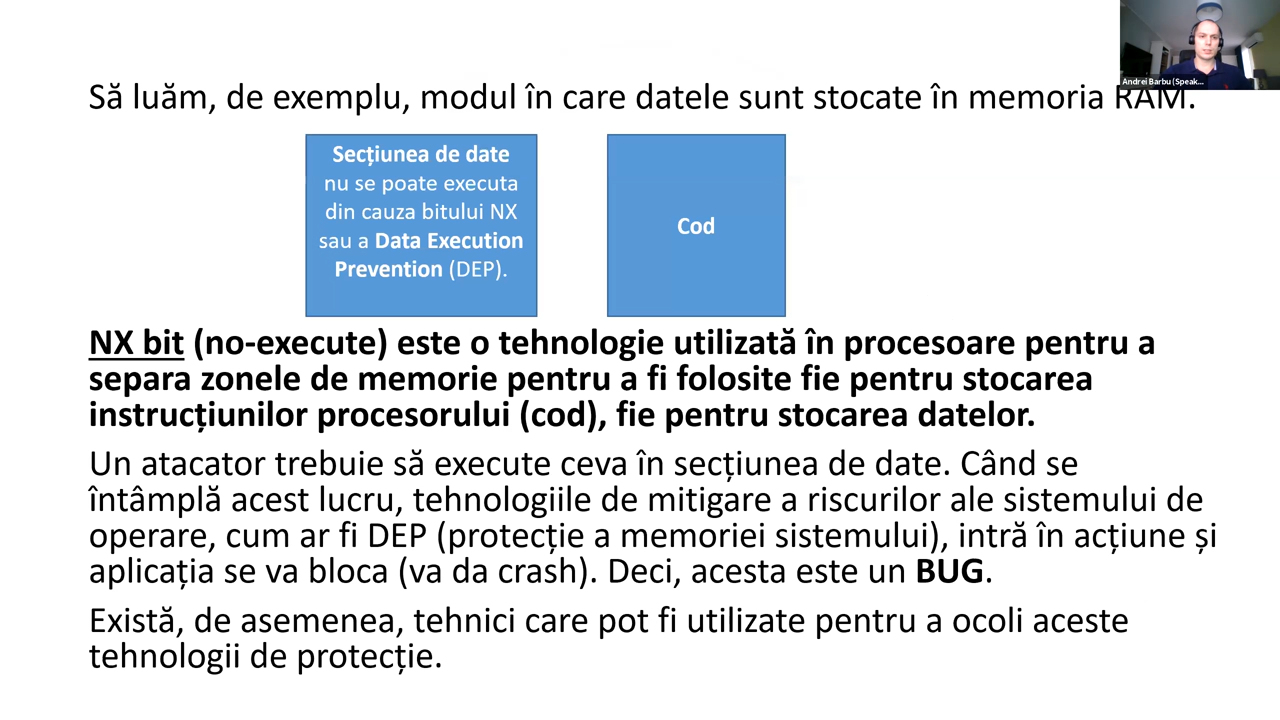 Andrei Barbu (Speak...
Să luăm, de exemplu, modul în care datele sunt stocate în memoria RAM.
Secțiunea de date
nu se poate executa
din cauza bitului NX
sau a Data Execution
Prevention (DEP).
Cod
NX bit (no-execute) este o tehnologie utilizată în procesoare pentru a
separa zonele de memorie pentru a fi folosite fie pentru stocarea
instrucțiunilor procesorului (cod), fie pentru stocarea datelor.
Un atacator trebuie să execute ceva în secțiunea de date. Când se
întâmplă acest lucru, tehnologiile de mitigare a riscurilor ale sistemului de
operare, cum ar fi DEP (protecție a memoriei sistemului), intră în acțiune și
aplicația se va bloca (va da crash). Deci, acesta este un BUG.
Există, de asemenea, tehnici care pot fi utilizate pentru a ocoli aceste
tehnologii de protecție.